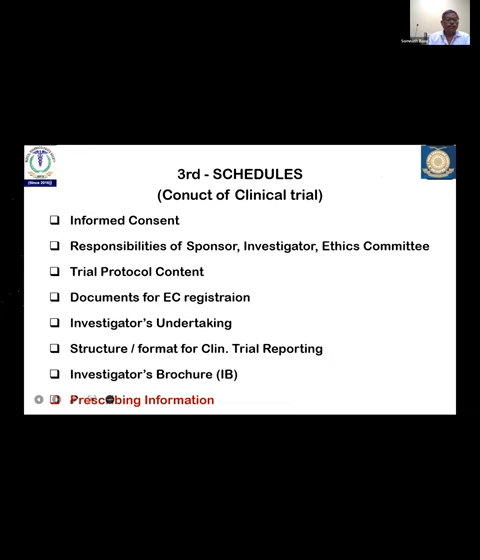 3rd - SCHEDULES
(Conuct of Clinical trial)
Informed Consent
Responsibilities of Sponsor, Investigator, Ethics Committee
Trial Protocol Content
Documents for EC registraion
Investigator's Undertaking
Structure / format for Clin. Trial Reporting
Investigator's Brochure (IB)
Prescribing Information